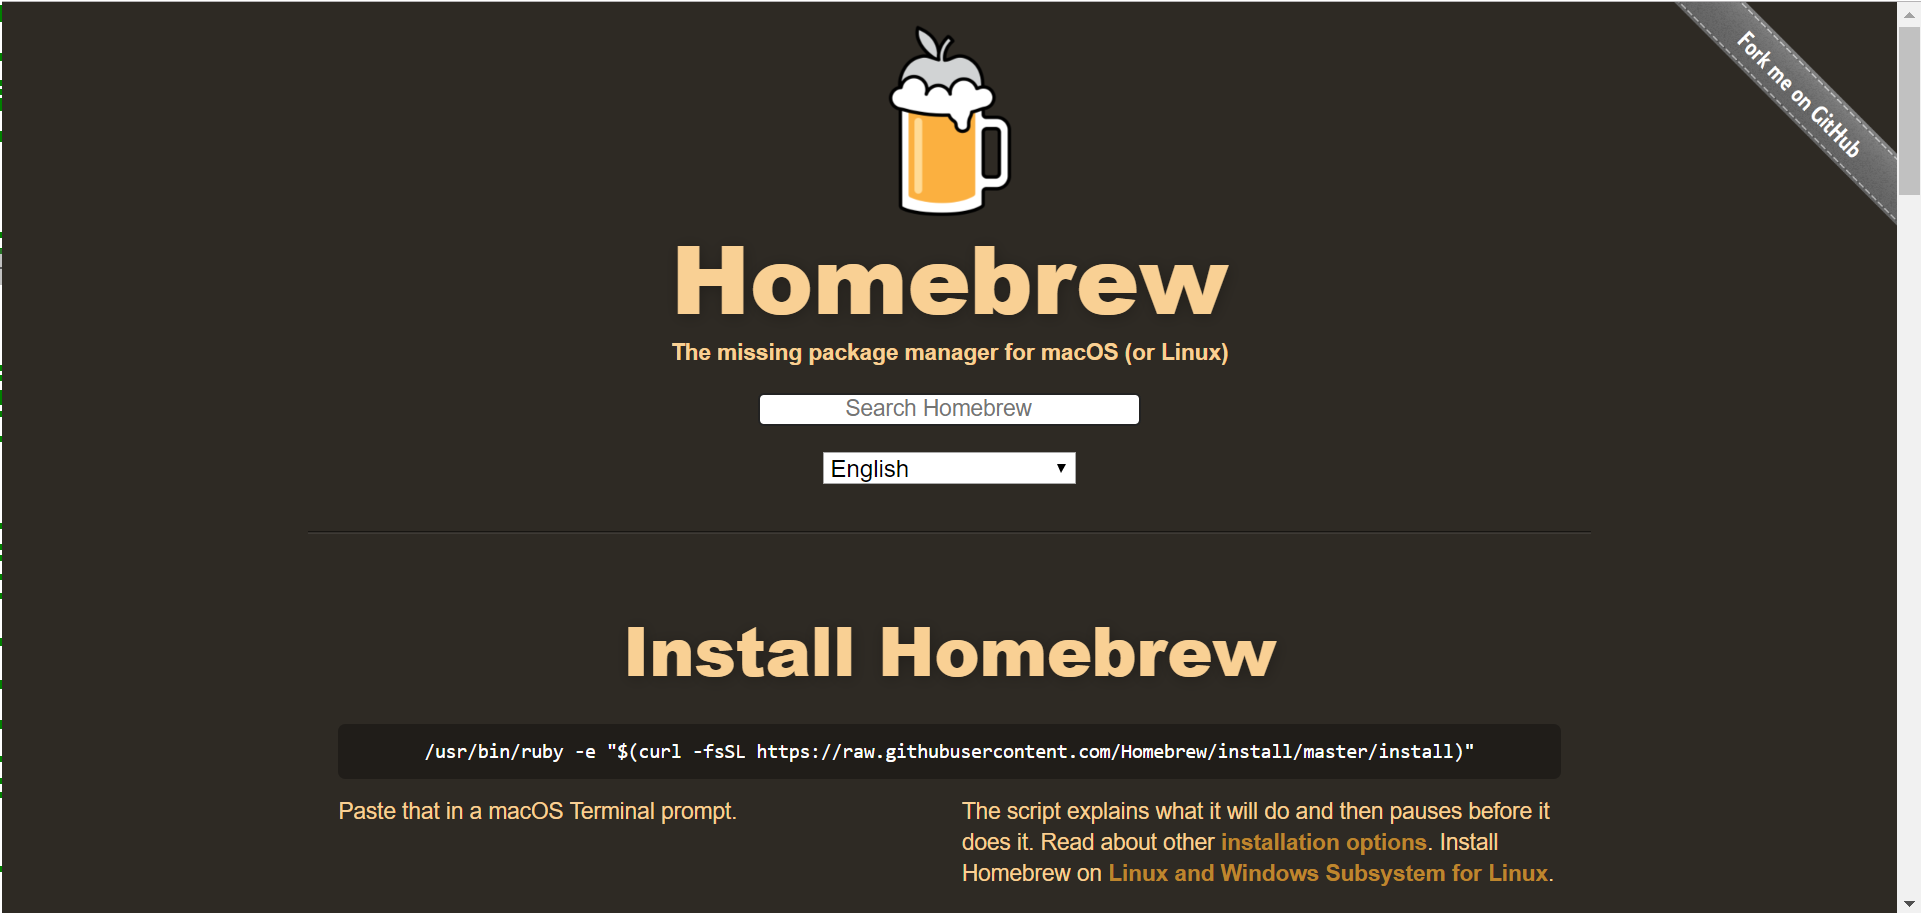 Fork me on GitHub
Homebrew
The missing package manager for macOS (or Linux)
Search Homebrew
English
Install Homebrew
/usr/bin/ruby -e "$(curl -fsSL https://raw.githubusercontent.com/Homebrew/install/master/install)"
Paste that in a macOS Terminal prompt.
The script explains what it will do and then pauses before it
does it. Read about other installation options. Install
Homebrew on Linux and Windows Subsystem for Linux.